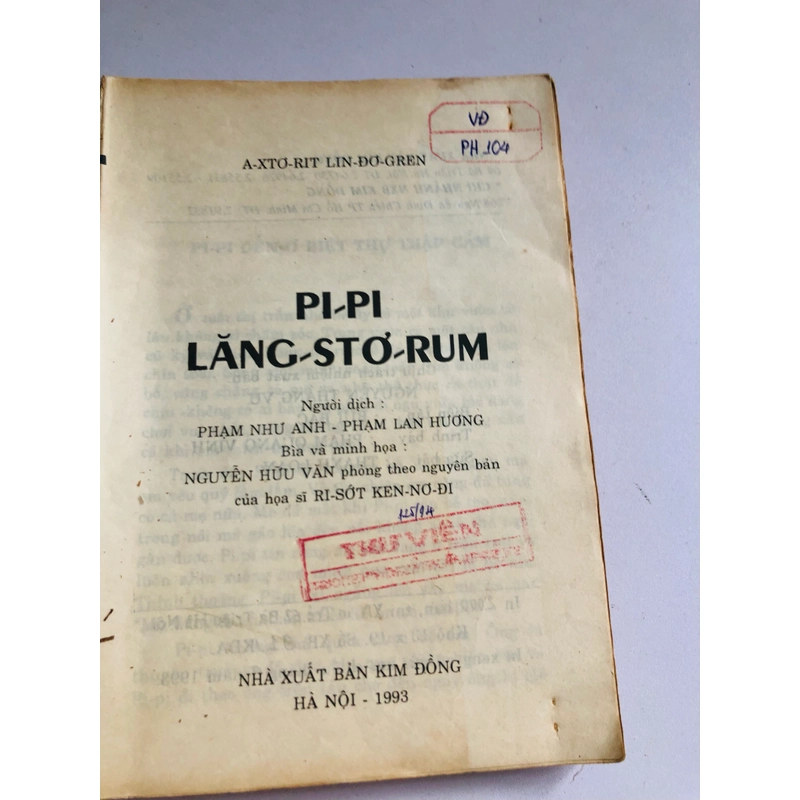 VĐ
PH 104
A-XTƠ-RIT LIN-ĐƠ-GREN
PI-PI
LĂNG-STƠ-RUM
Người dịch :
PHẠM NHƯ ANH - PHẠM LAN HƯƠNG
Bìa và minh họa :
NGUYỄN HỮU VĂN phỏng theo nguyên bản
của họa sĩ RI-SỚT KEN-NƠ-ĐI
125/94
THƯ VIỆN
NHÀ XUẤT BẢN KIM ĐỒNG
HÀ NỘI - 1993